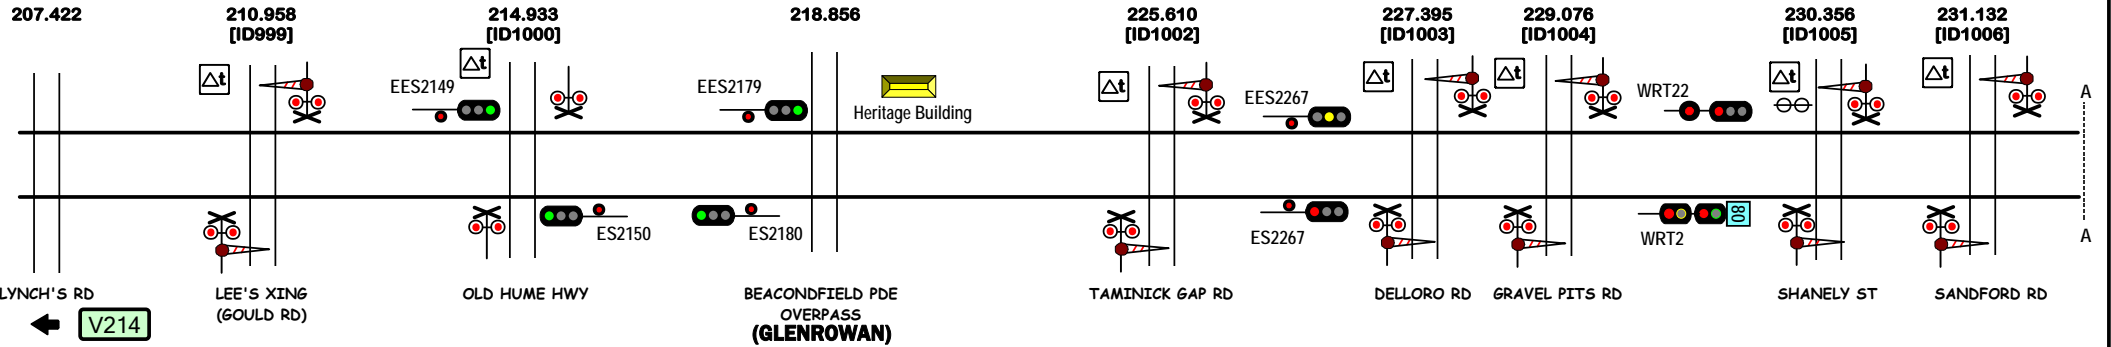 207.422
210.958
[ID999]
214.933
[ID1000]
218.856
225.610
[ID1002]
227.395
[ID1003]
229.076
[ID1004]
230.356
[ID1005]
231.132
[ID1006]
Δt
Δt
Δt
Δt
Δt
Δt
Δt
EES2149
EES2179
Heritage Building
EES2267
WRT22
A
ES2150
ES2180
ES2267
WRT2
80
A
LYNCH'S RD
LEE'S XING
(GOULD RD)
OLD HUME HWY
BEACONDFIELD PDE
OVERPASS
(GLENROWAN)
TAMINICK GAP RD
DELLORO RD
GRAVEL PITS RD
SHANELY ST
SANDFORD RD
V214